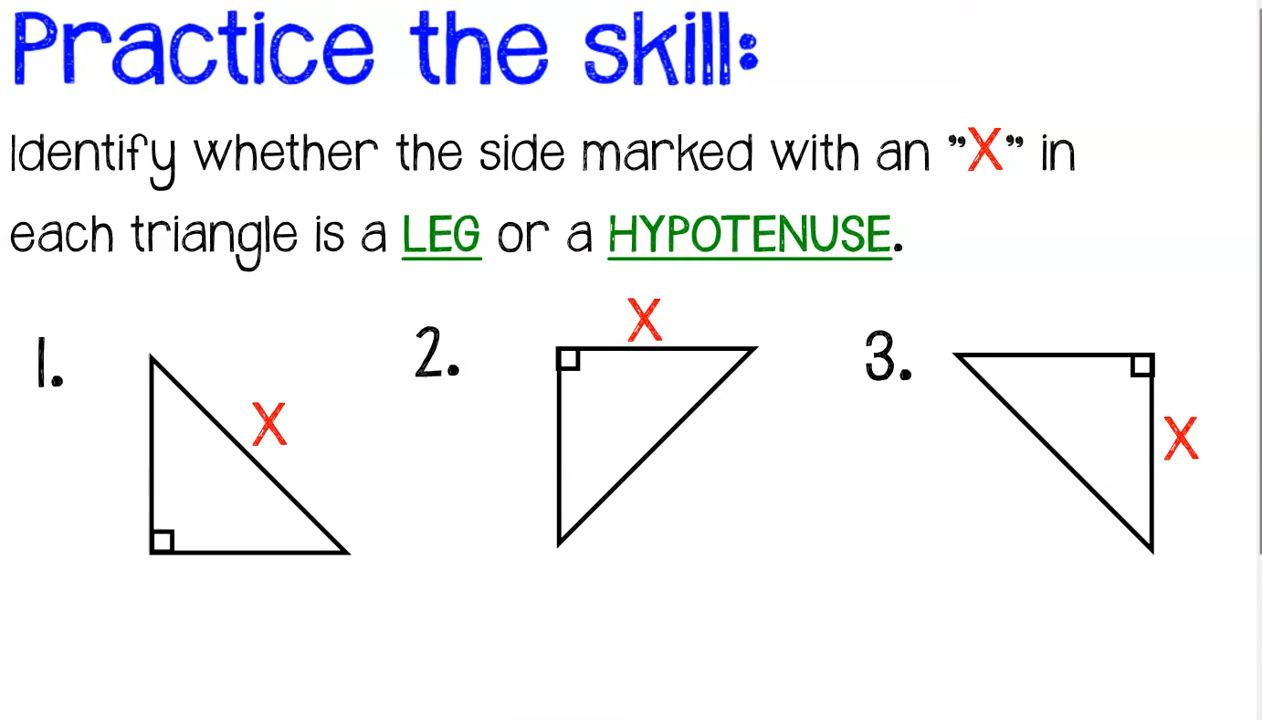 Practice the skill:
Identify whether the side marked with an "X" in
each triangle is a LEG or a HYPOTENUSE.
1.
X
2.
X
3.
X